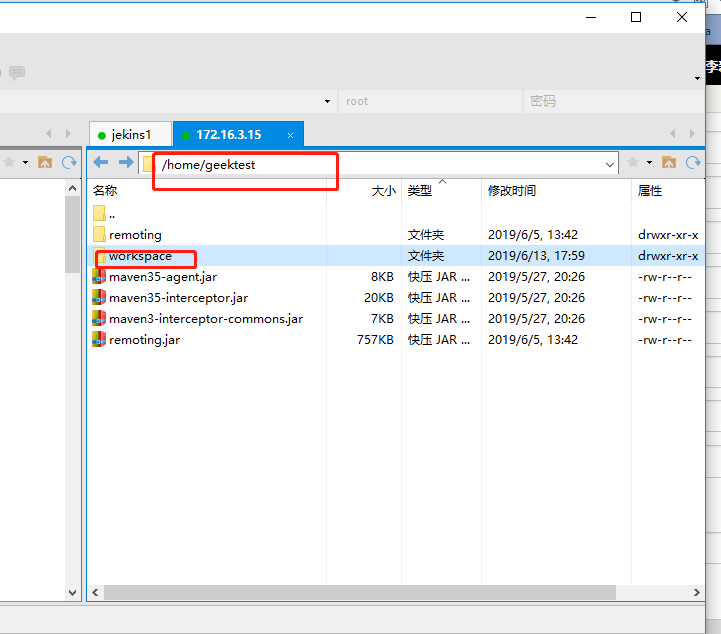 李
root 密码
jekins1 172.16.3.15 ×
/home/geektest
名称 大小 类型 修改时间 属性
..
remoting 文件夹 2019/6/5, 13:42 drwxr-xr-x
workspace 文件夹 2019/6/13, 17:59 drwxr-xr-x
maven35-agent.jar 8KB 快压 JAR ... 2019/5/27, 20:26 -rw-r--r--
maven35-interceptor.jar 20KB 快压 JAR ... 2019/5/27, 20:26 -rw-r--r--
maven3-interceptor-commons.jar 7KB 快压 JAR ... 2019/5/27, 20:26 -rw-r--r--
remoting.jar 757KB 快压 JAR ... 2019/6/5, 13:42 -rw-r--r--